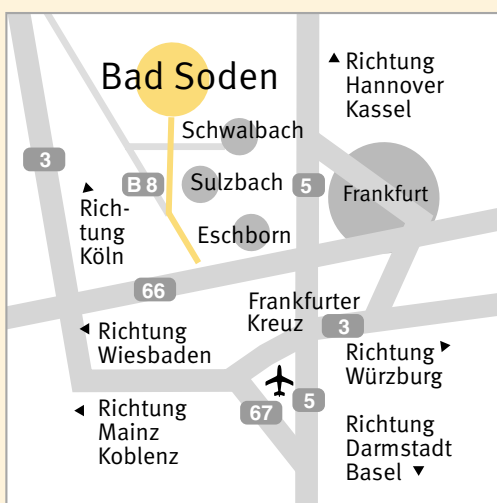 Bad Soden
Richtung
Hannover
Kassel
Schwalbach
3
B 8
Sulzbach
5
Frankfurt
Rich-
tung
Köln
Eschborn
66
Frankfurter
Kreuz
3
Richtung
Wiesbaden
Richtung
Würzburg
67
5
Richtung
Mainz
Koblenz
Richtung
Darmstadt
Basel